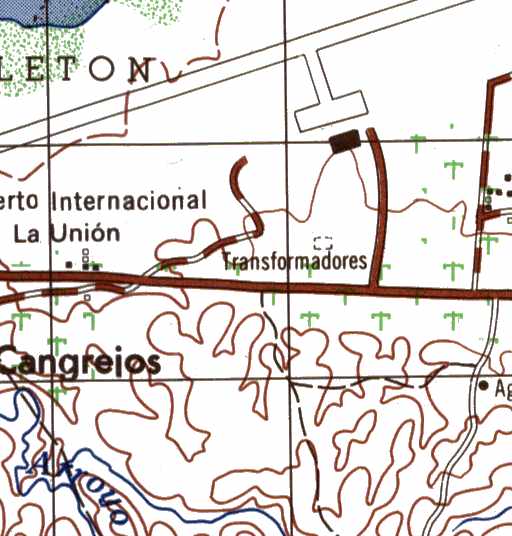 LETON
erto Internacional
La Unión
Transformadores
Cangrejos
Ag
Arroyo